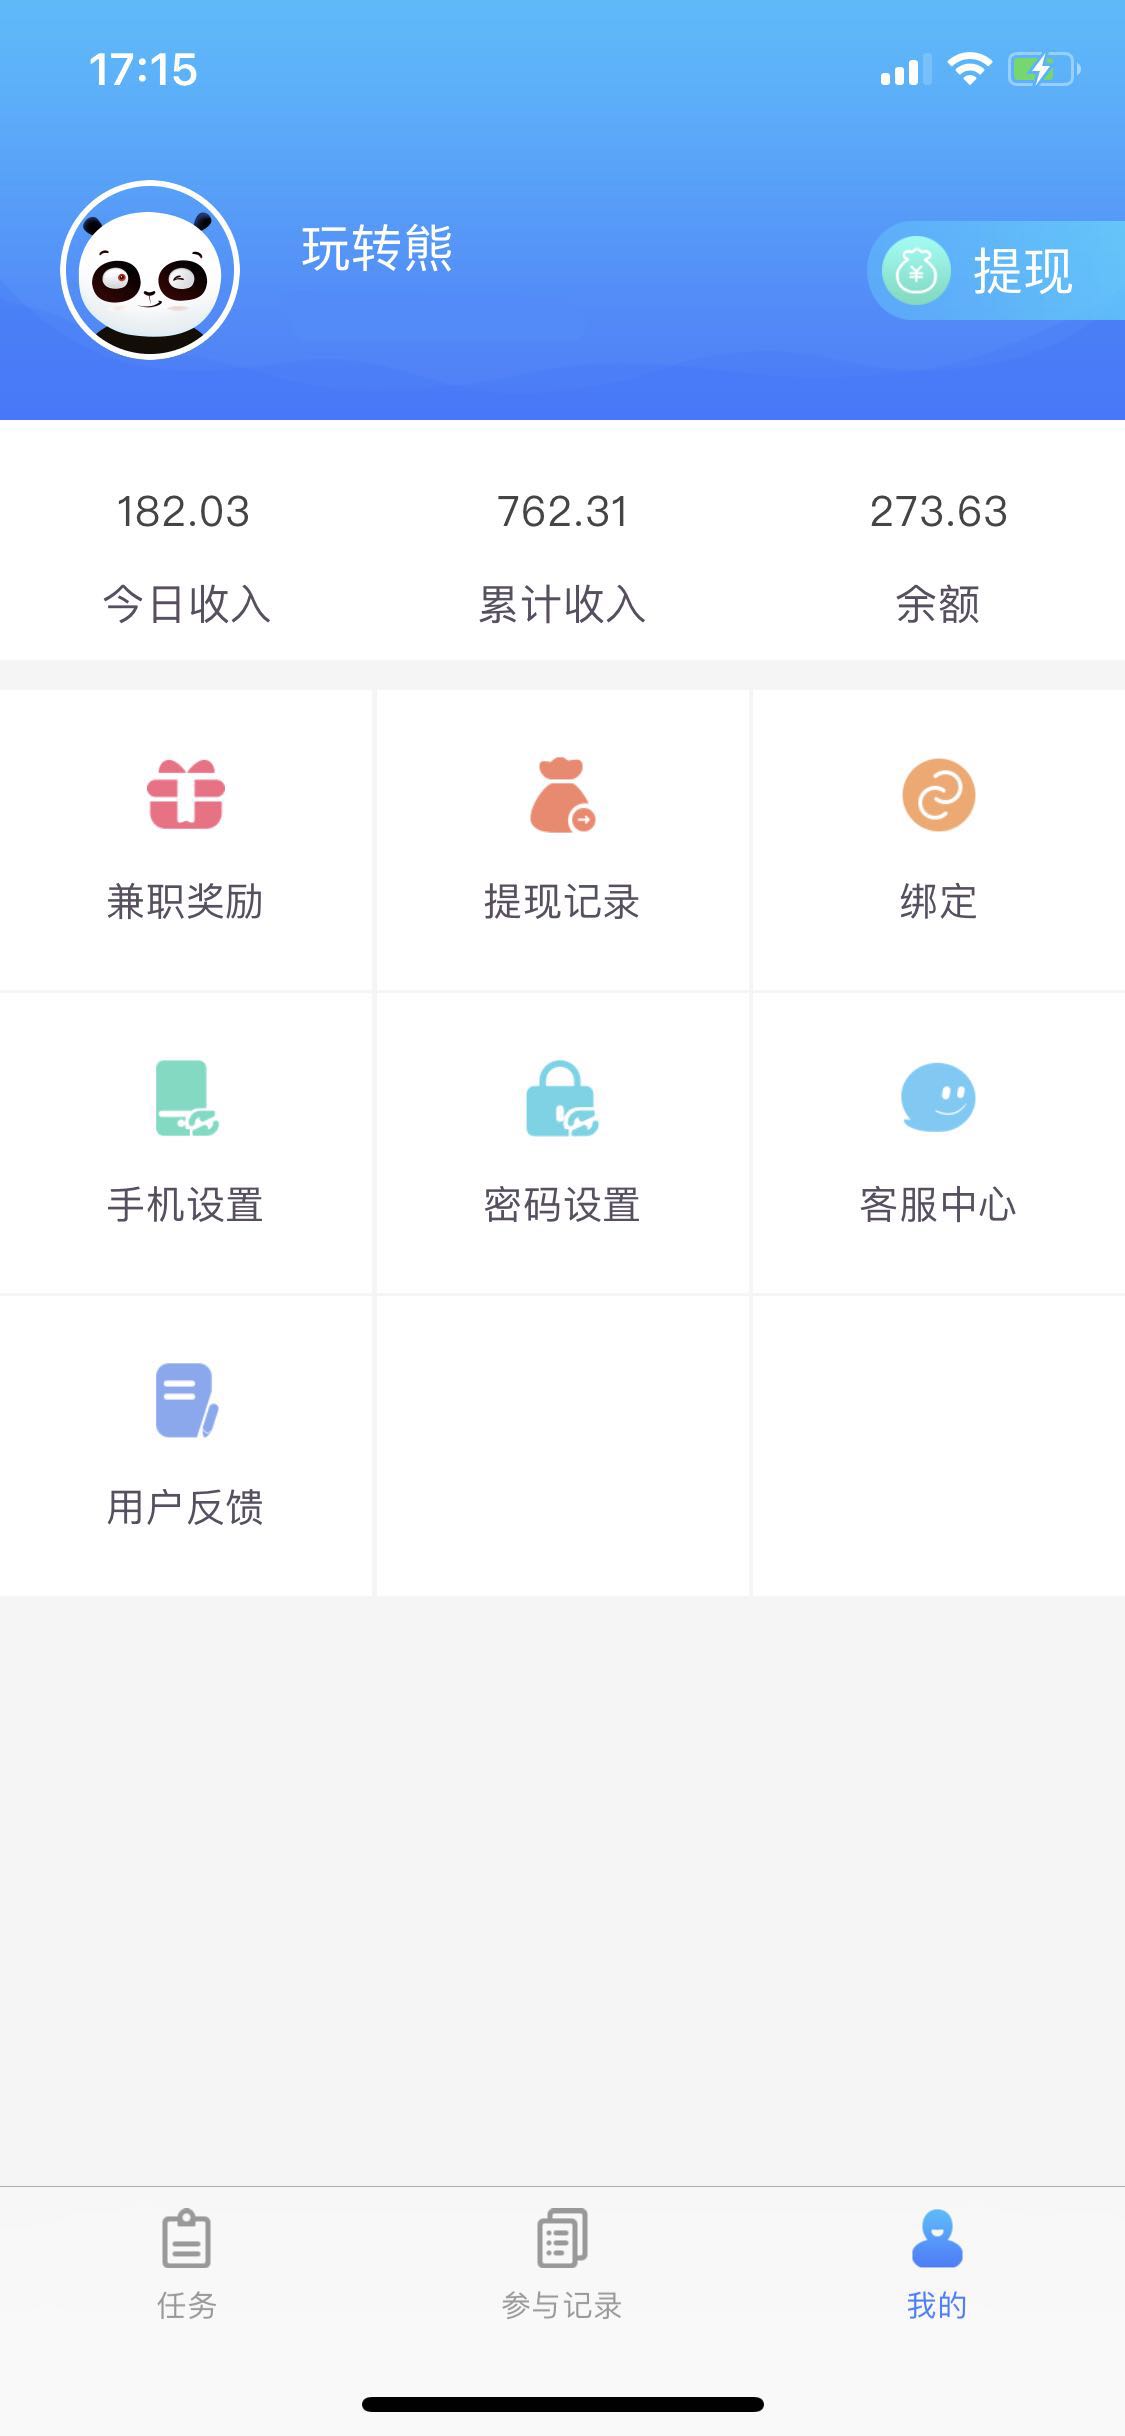 17:15
玩转熊
¥ 提现
182.03 762.31 273.63
今日收入 累计收入 余额
兼职奖励 提现记录 绑定
手机设置 密码设置 客服中心
用户反馈
任务 参与记录 我的